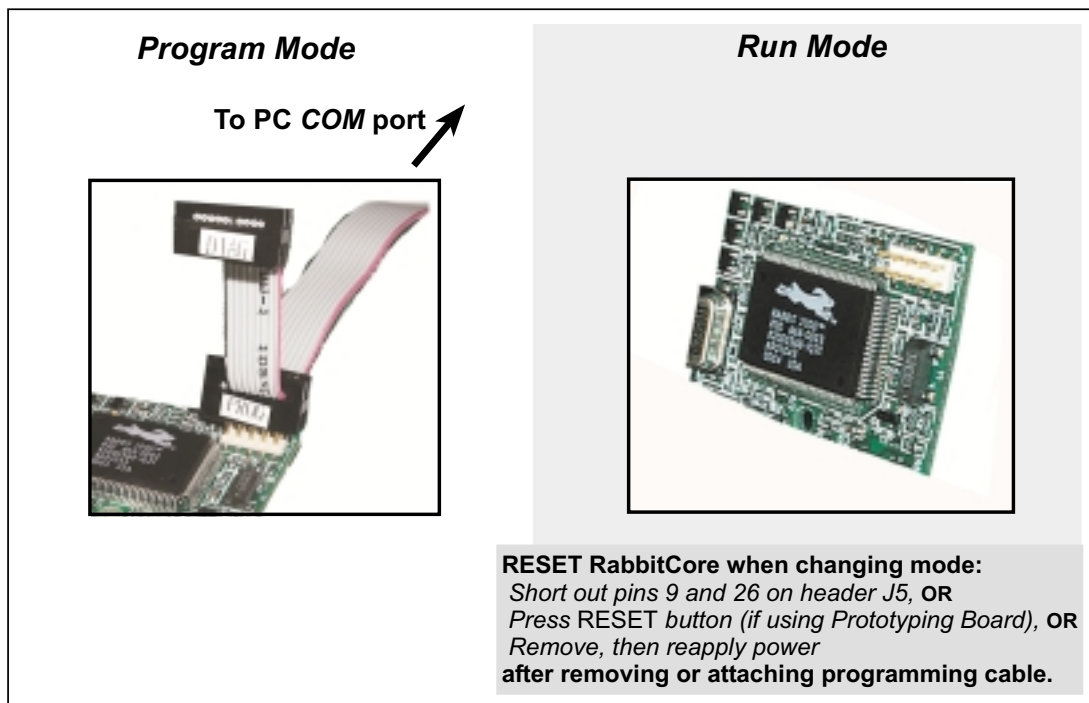 Program Mode
To PC COM port
DIAG
PROG
Run Mode
RESET RabbitCore when changing mode:
Short out pins 9 and 26 on header J5, OR
Press RESET button (if using Prototyping Board), OR
Remove, then reapply power
after removing or attaching programming cable.